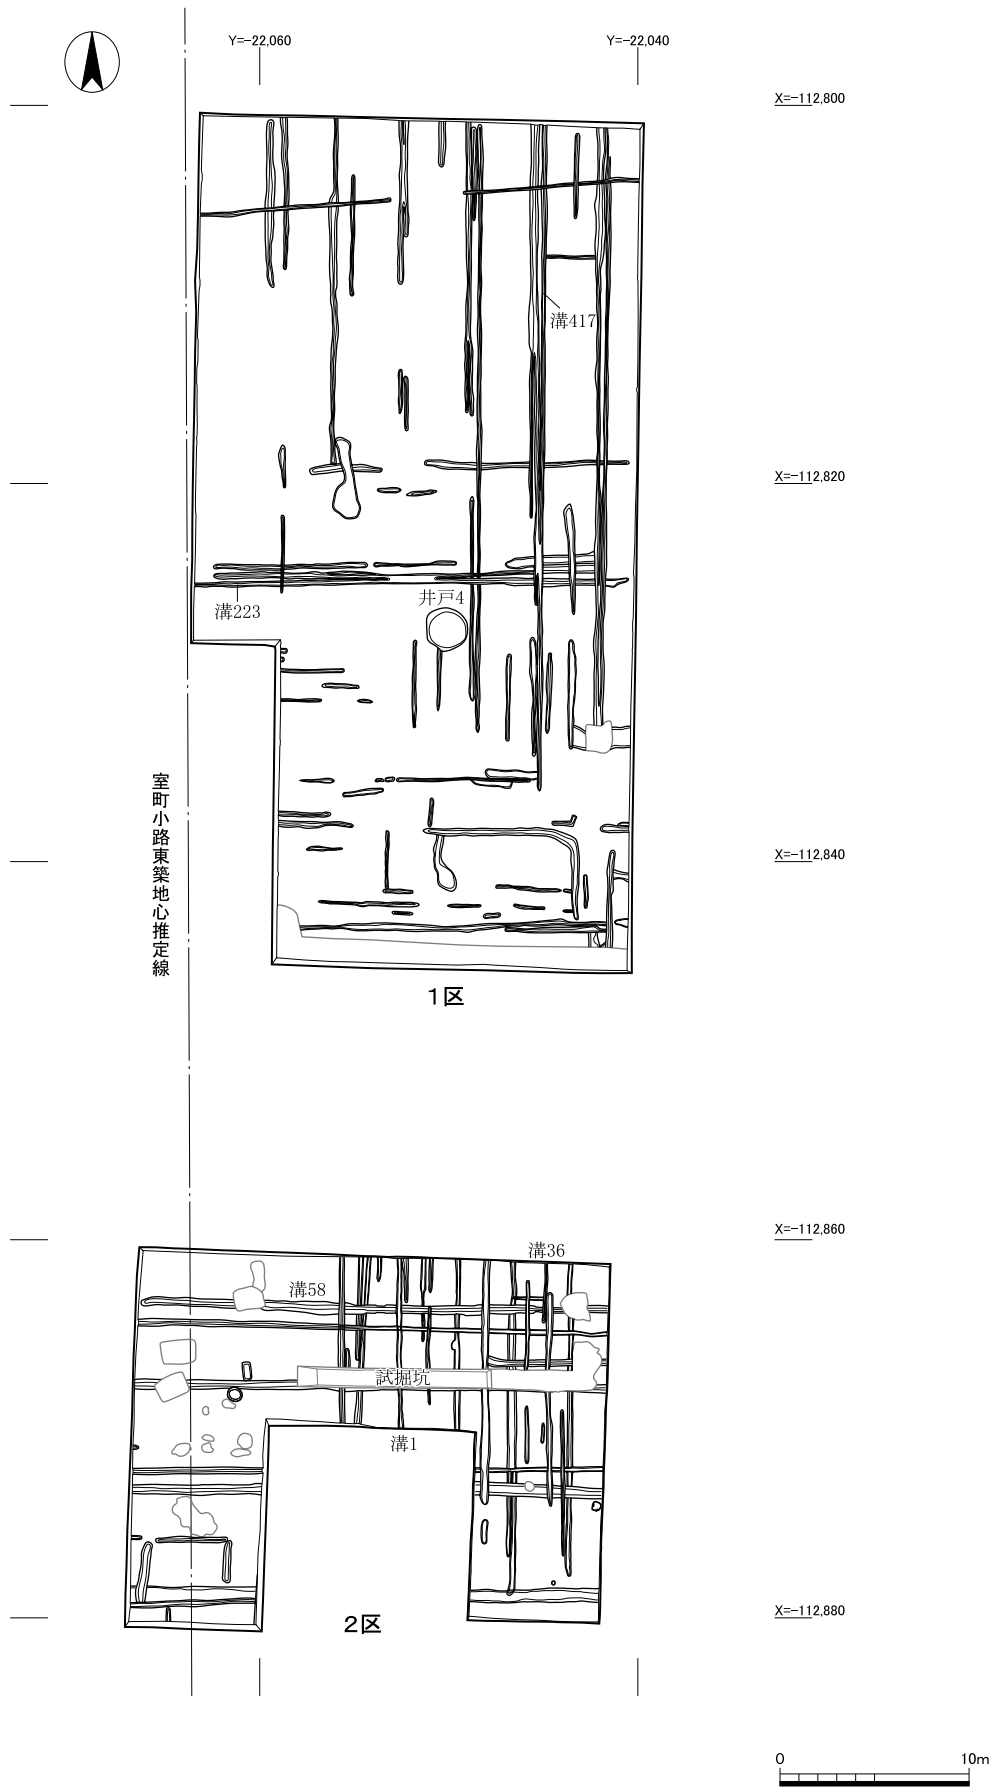 Y=-22,060
Y=-22,040
X=-112,800
溝417
X=-112,820
井戸4
溝223
室町小路東築地心推定線
X=-112,840
1区
X=-112,860
溝36
溝58
試掘坑
溝1
X=-112,880
2区
0 10m